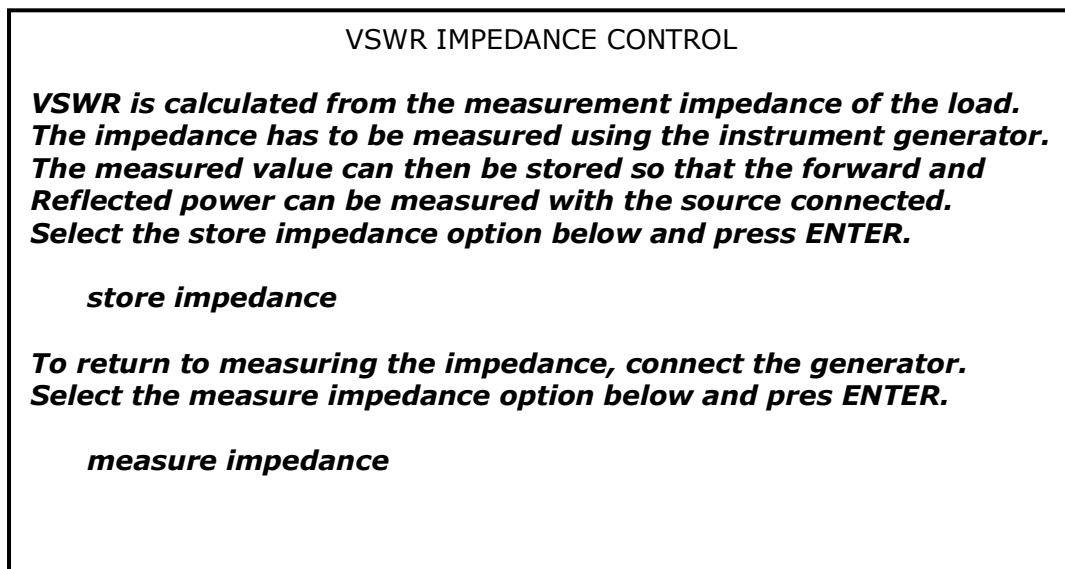 VSWR IMPEDANCE CONTROL
VSWR is calculated from the measurement impedance of the load.
The impedance has to be measured using the instrument generator.
The measured value can then be stored so that the forward and
Reflected power can be measured with the source connected.
Select the store impedance option below and press ENTER.
store impedance
To return to measuring the impedance, connect the generator.
Select the measure impedance option below and pres ENTER.
measure impedance